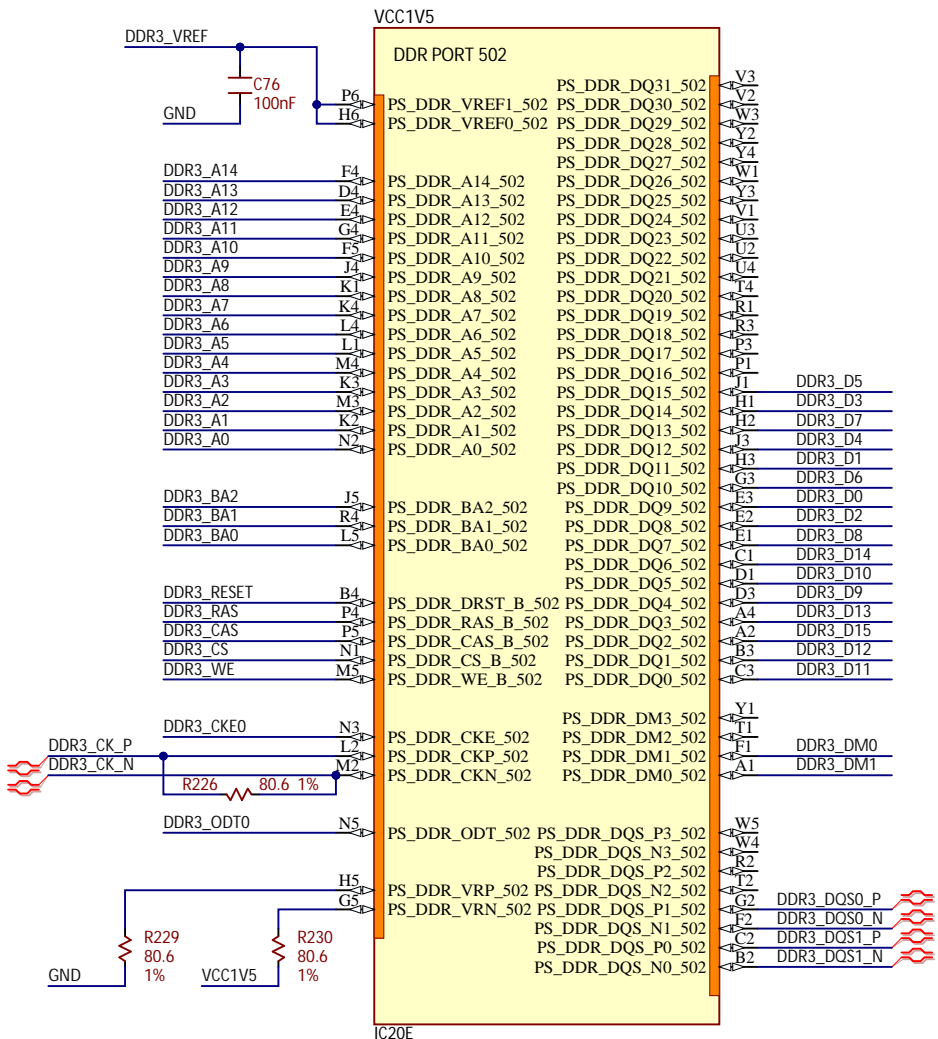 VCC1V5
DDR3_VREF
DDR PORT 502
C76
100nF
GND
P6 PS_DDR_VREF1_502
H6 PS_DDR_VREF0_502
DDR3_A14 F4 PS_DDR_A14_502
DDR3_A13 D4 PS_DDR_A13_502
DDR3_A12 E4 PS_DDR_A12_502
DDR3_A11 G4 PS_DDR_A11_502
DDR3_A10 F5 PS_DDR_A10_502
DDR3_A9 J4 PS_DDR_A9_502
DDR3_A8 K1 PS_DDR_A8_502
DDR3_A7 K4 PS_DDR_A7_502
DDR3_A6 L4 PS_DDR_A6_502
DDR3_A5 L1 PS_DDR_A5_502
DDR3_A4 M4 PS_DDR_A4_502
DDR3_A3 K3 PS_DDR_A3_502
DDR3_A2 M3 PS_DDR_A2_502
DDR3_A1 K2 PS_DDR_A1_502
DDR3_A0 N2 PS_DDR_A0_502
DDR3_BA2 J5 PS_DDR_BA2_502
DDR3_BA1 R4 PS_DDR_BA1_502
DDR3_BA0 L5 PS_DDR_BA0_502
DDR3_RESET B4 PS_DDR_DRST_B_502
DDR3_RAS P4 PS_DDR_RAS_B_502
DDR3_CAS P5 PS_DDR_CAS_B_502
DDR3_CS N1 PS_DDR_CS_B_502
DDR3_WE M5 PS_DDR_WE_B_502
DDR3_CKE0 N3 PS_DDR_CKE_502
DDR3_CK_P L2 PS_DDR_CKP_502
DDR3_CK_N M2 PS_DDR_CKN_502
R226 80.6 1%
DDR3_ODT0 N5 PS_DDR_ODT_502
H5 PS_DDR_VRP_502
G5 PS_DDR_VRN_502
R229
80.6
1%
GND
R230
80.6
1%
VCC1V5
PS_DDR_DQ31_502 V3
PS_DDR_DQ30_502 V2
PS_DDR_DQ29_502 W3
PS_DDR_DQ28_502 Y2
PS_DDR_DQ27_502 Y4
PS_DDR_DQ26_502 W1
PS_DDR_DQ25_502 Y3
PS_DDR_DQ24_502 V1
PS_DDR_DQ23_502 U3
PS_DDR_DQ22_502 U2
PS_DDR_DQ21_502 U4
PS_DDR_DQ20_502 T4
PS_DDR_DQ19_502 R1
PS_DDR_DQ18_502 R3
PS_DDR_DQ17_502 P3
PS_DDR_DQ16_502 P1
PS_DDR_DQ15_502 J1 DDR3_D5
PS_DDR_DQ14_502 H1 DDR3_D3
PS_DDR_DQ13_502 H2 DDR3_D7
PS_DDR_DQ12_502 J3 DDR3_D4
PS_DDR_DQ11_502 H3 DDR3_D1
PS_DDR_DQ10_502 G3 DDR3_D6
PS_DDR_DQ9_502 E3 DDR3_D0
PS_DDR_DQ8_502 E2 DDR3_D2
PS_DDR_DQ7_502 E1 DDR3_D8
PS_DDR_DQ6_502 C1 DDR3_D14
PS_DDR_DQ5_502 D1 DDR3_D10
PS_DDR_DQ4_502 D3 DDR3_D9
PS_DDR_DQ3_502 A4 DDR3_D13
PS_DDR_DQ2_502 A2 DDR3_D15
PS_DDR_DQ1_502 B3 DDR3_D12
PS_DDR_DQ0_502 C3 DDR3_D11
PS_DDR_DM3_502 Y1
PS_DDR_DM2_502 T1
PS_DDR_DM1_502 F1 DDR3_DM0
PS_DDR_DM0_502 A1 DDR3_DM1
PS_DDR_DQS_P3_502 W5
PS_DDR_DQS_N3_502 W4
PS_DDR_DQS_P2_502 R2
PS_DDR_DQS_N2_502 T2
PS_DDR_DQS_P1_502 G2 DDR3_DQS0_P
PS_DDR_DQS_N1_502 F2 DDR3_DQS0_N
PS_DDR_DQS_P0_502 C2 DDR3_DQS1_P
PS_DDR_DQS_N0_502 B2 DDR3_DQS1_N
IC20E